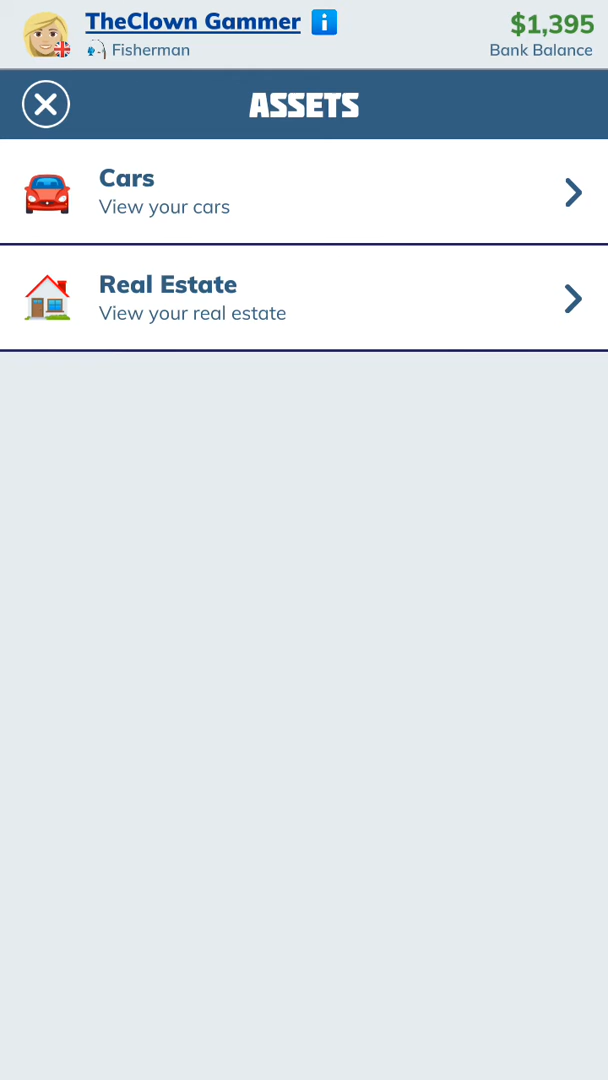 TheClown Gammer
$1,395
Fisherman
Bank Balance
ASSETS
Cars
View your cars
Real Estate
View your real estate